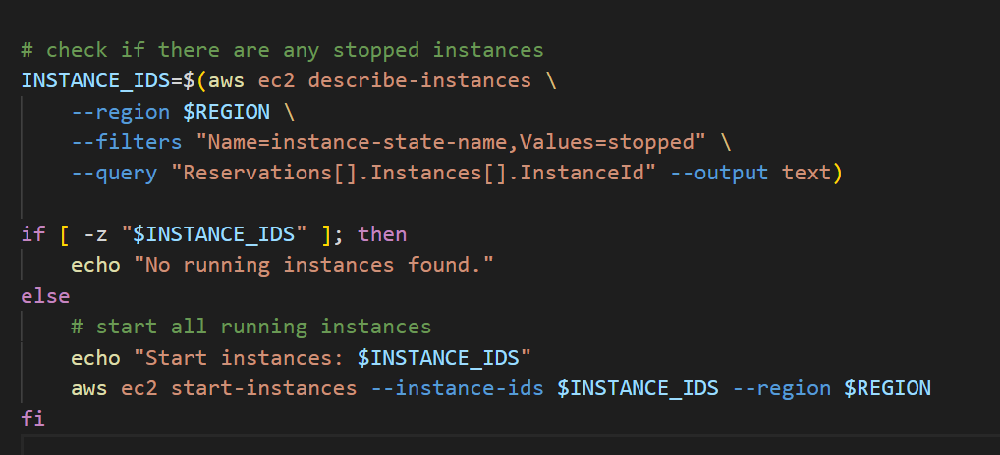 # check if there are any stopped instances
INSTANCE_IDS=$(aws ec2 describe-instances \
    --region $REGION \
    --filters "Name=instance-state-name,Values=stopped" \
    --query "Reservations[].Instances[].InstanceId" --output text)

if [ -z "$INSTANCE_IDS" ]; then
    echo "No running instances found."
else
    # start all running instances
    echo "Start instances: $INSTANCE_IDS"
    aws ec2 start-instances --instance-ids $INSTANCE_IDS --region $REGION
fi